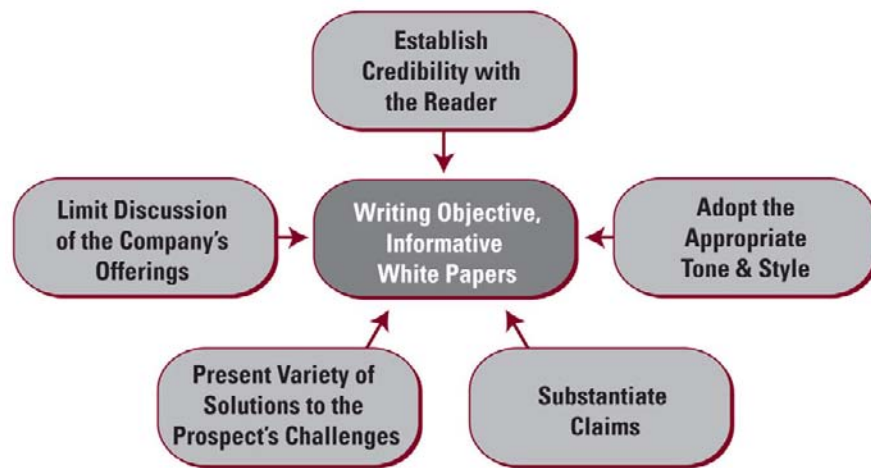 Establish
Credibility with
the Reader
Limit Discussion
of the Company's
Offerings
Writing Objective,
Informative
White Papers
Adopt the
Appropriate
Tone & Style
Present Variety of
Solutions to the
Prospect's Challenges
Substantiate
Claims